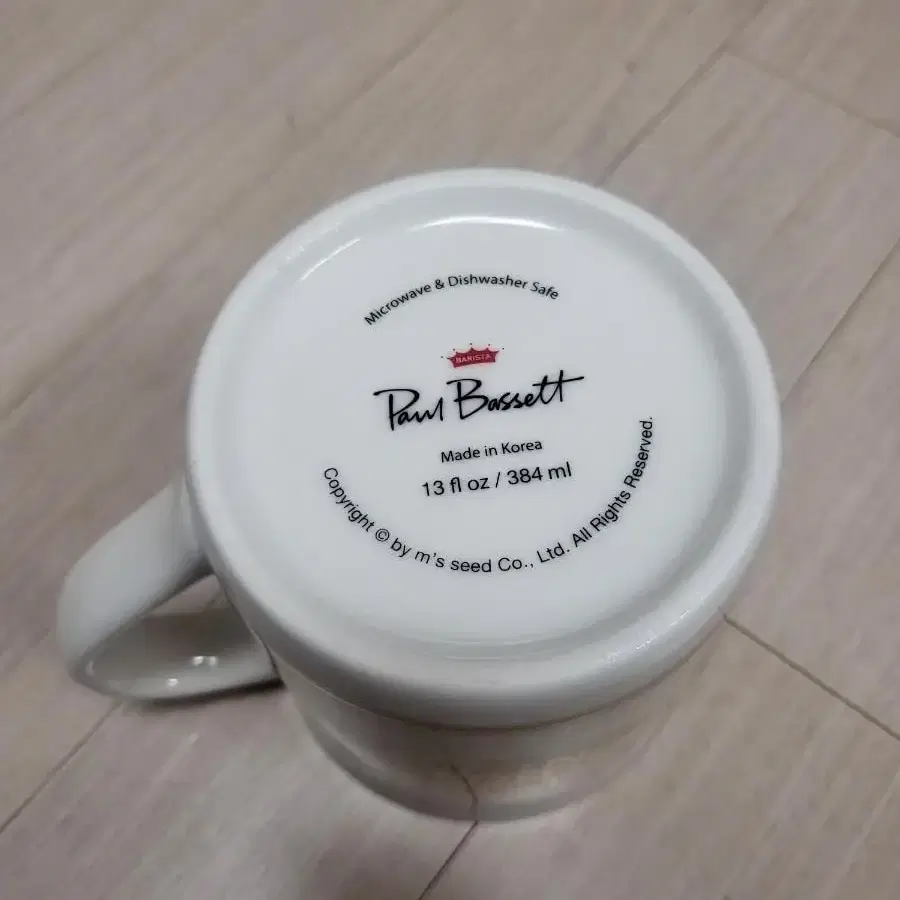 Microwave & Dishwasher Safe
BARISTA
Paul Bassett
Made in Korea
13 fl oz / 384 ml
Copyright © by m's seed Co., Ltd. All Rights Reserved.